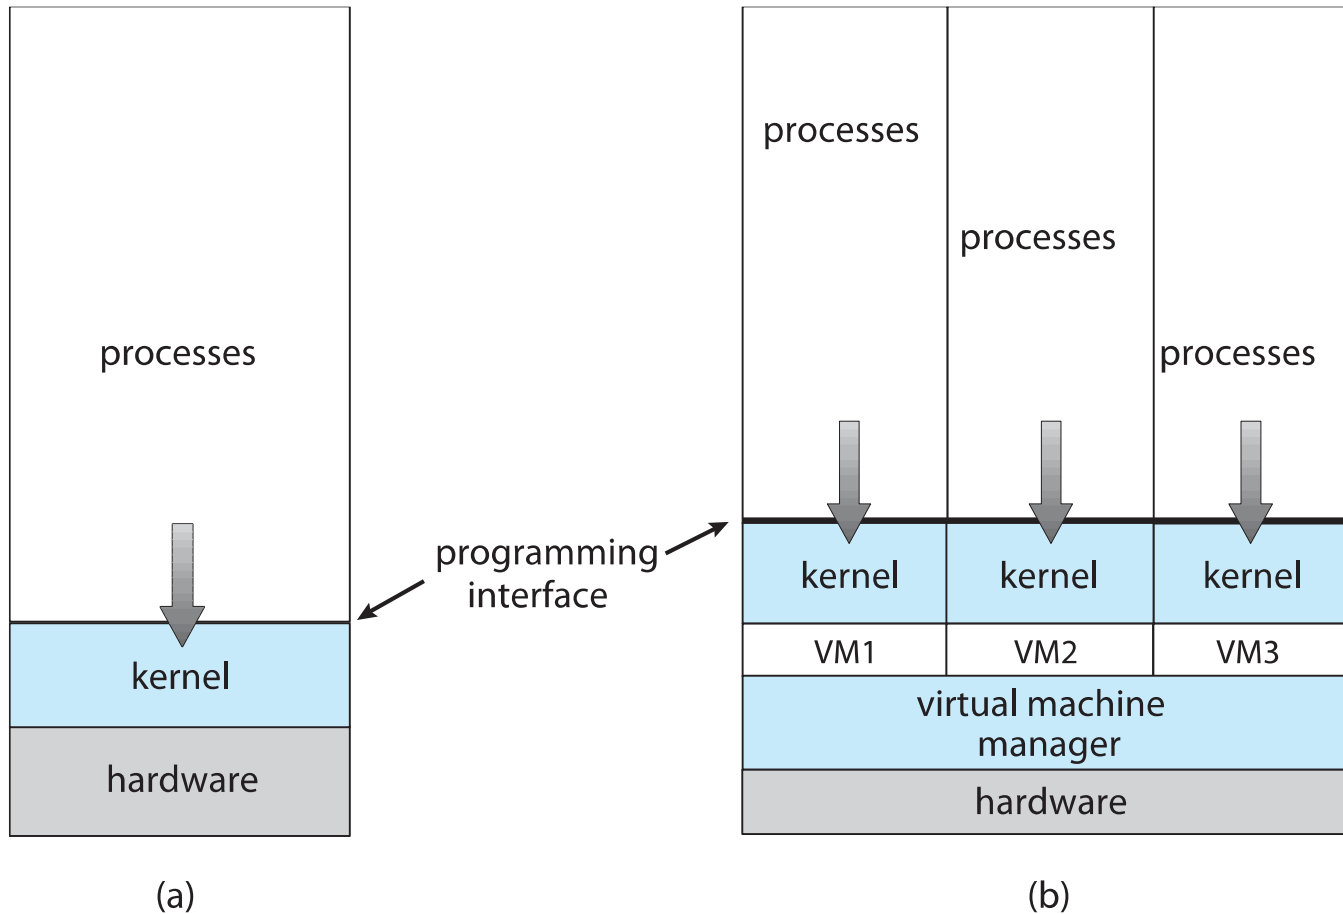 processes
kernel
hardware
(a)
programming
interface
processes
processes
processes
kernel
kernel
kernel
VM1
VM2
VM3
virtual machine
manager
hardware
(b)